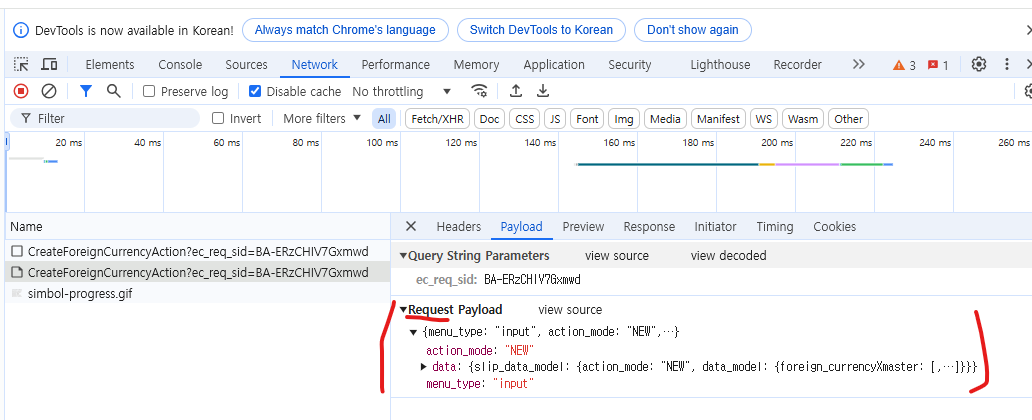 DevTools is now available in Korean! Always match Chrome's language Switch DevTools to Korean Don't show again
Elements Console Sources Network Performance Memory Application Security Lighthouse Recorder 3 1
Preserve log Disable cache No throttling
Filter Invert More filters All Fetch/XHR Doc CSS JS Font Img Media Manifest WS Wasm Other
20 ms 40 ms 60 ms 80 ms 100 ms 120 ms 140 ms 160 ms 180 ms 200 ms 220 ms 240 ms 260 ms
Name
CreateForeignCurrencyAction?ec_req_sid=BA-ERzCHIV7Gxmwd
CreateForeignCurrencyAction?ec_req_sid=BA-ERzCHIV7Gxmwd
simbol-progress.gif
Headers Payload Preview Response Initiator Timing Cookies
Query String Parameters view source view decoded
ec_req_sid: BA-ERzCHIV7Gxmwd
Request Payload view source
{menu_type: "input", action_mode: "NEW",…}
action_mode: "NEW"
data: {slip_data_model: {action_mode: "NEW", data_model: {foreign_currencyXmaster: [,…]}}}
menu_type: "input"